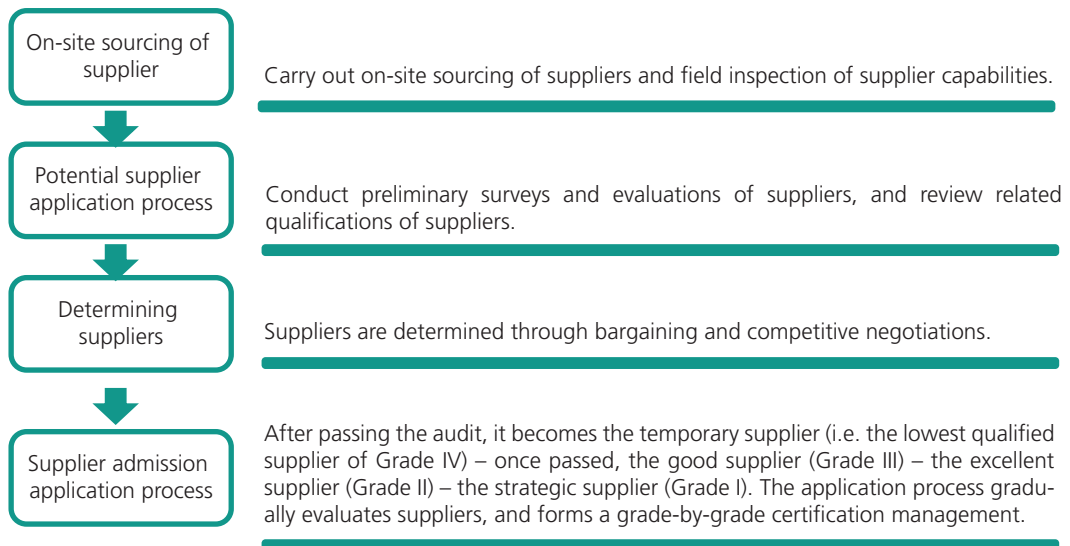 On-site sourcing of
supplier
Carry out on-site sourcing of suppliers and field inspection of supplier capabilities.
Potential supplier
application process
Conduct preliminary surveys and evaluations of suppliers, and review related
qualifications of suppliers.
Determining
suppliers
Suppliers are determined through bargaining and competitive negotiations.
Supplier admission
application process
After passing the audit, it becomes the temporary supplier (i.e. the lowest qualified
supplier of Grade IV) – once passed, the good supplier (Grade III) – the excellent
supplier (Grade II) – the strategic supplier (Grade I). The application process gradu-
ally evaluates suppliers, and forms a grade-by-grade certification management.